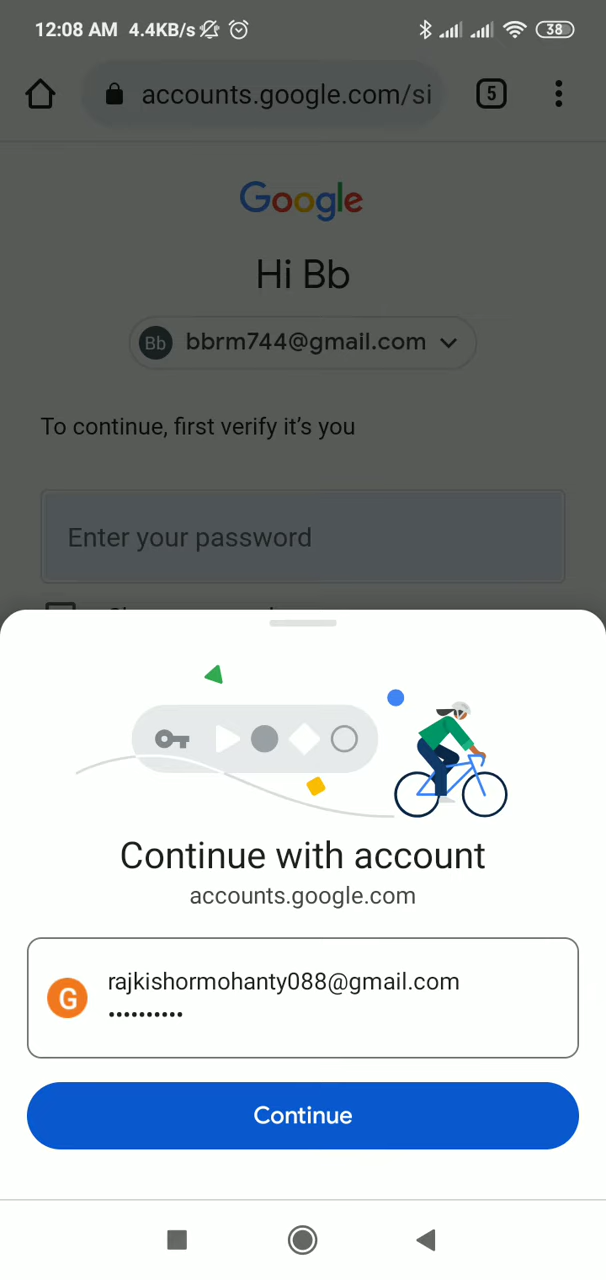 12:08 AM 4.4KB/s 38
accounts.google.com/si 5
Google
Hi Bb
Bb bbrm744@gmail.com
To continue, first verify it's you
Enter your password
Continue with account
accounts.google.com
G rajkishormohanty088@gmail.com
••••••••••
Continue